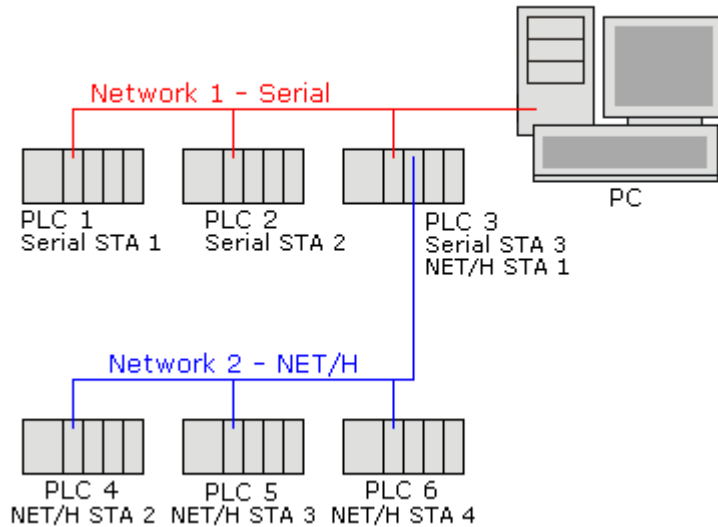 Network 1 - Serial
PLC 1
Serial STA 1
PLC 2
Serial STA 2
PLC 3
Serial STA 3
NET/H STA 1
PC
Network 2 - NET/H
PLC 4
NET/H STA 2
PLC 5
NET/H STA 3
PLC 6
NET/H STA 4